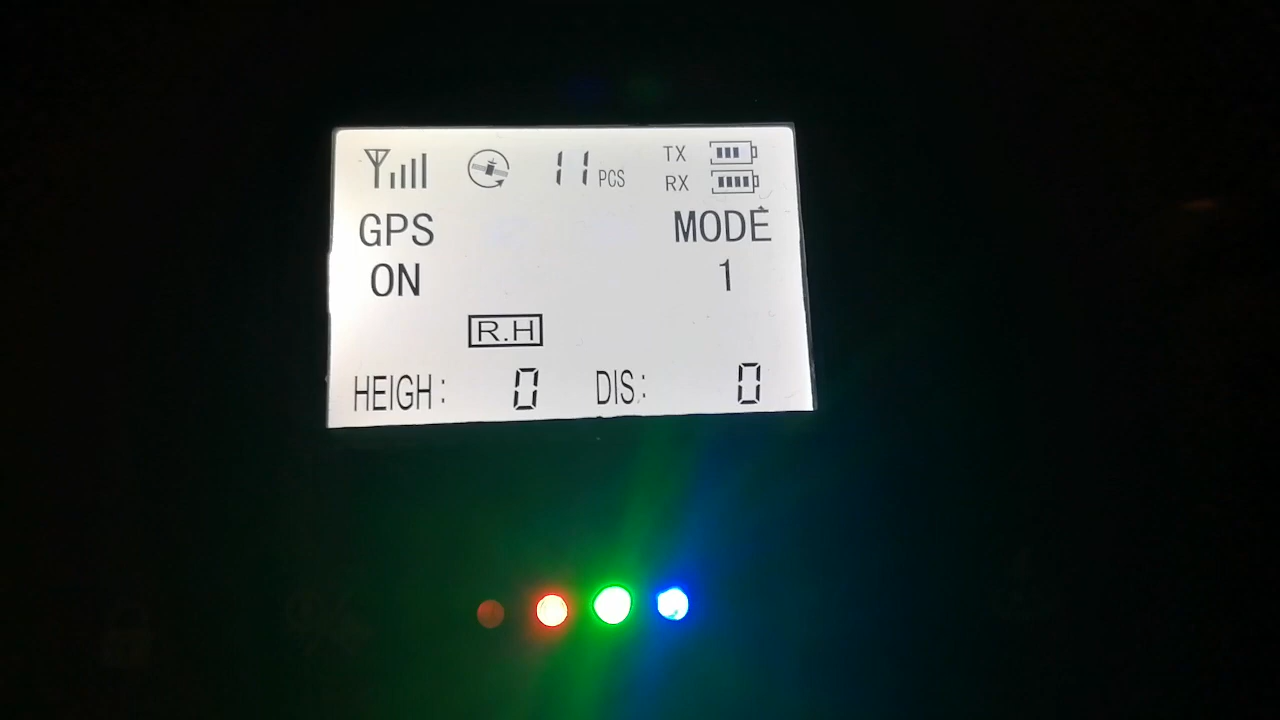 11 PCS TX
RX
GPS MODE
ON 1
R.H
HEIGH: 0 DIS.: 0